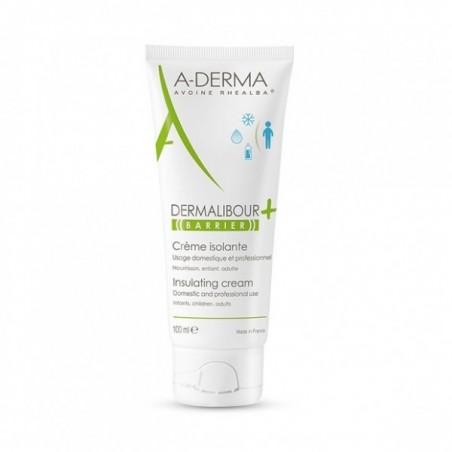 A-DERMA
AVOINE RHEALBA®
DERMALIBOUR+
BARRIER
Crème isolante
Usage domestique et professionnel
Nourrisson, enfant, adulte
Insulating cream
Domestic and professional use
Infants, children, adults
100 ml e
Made in France